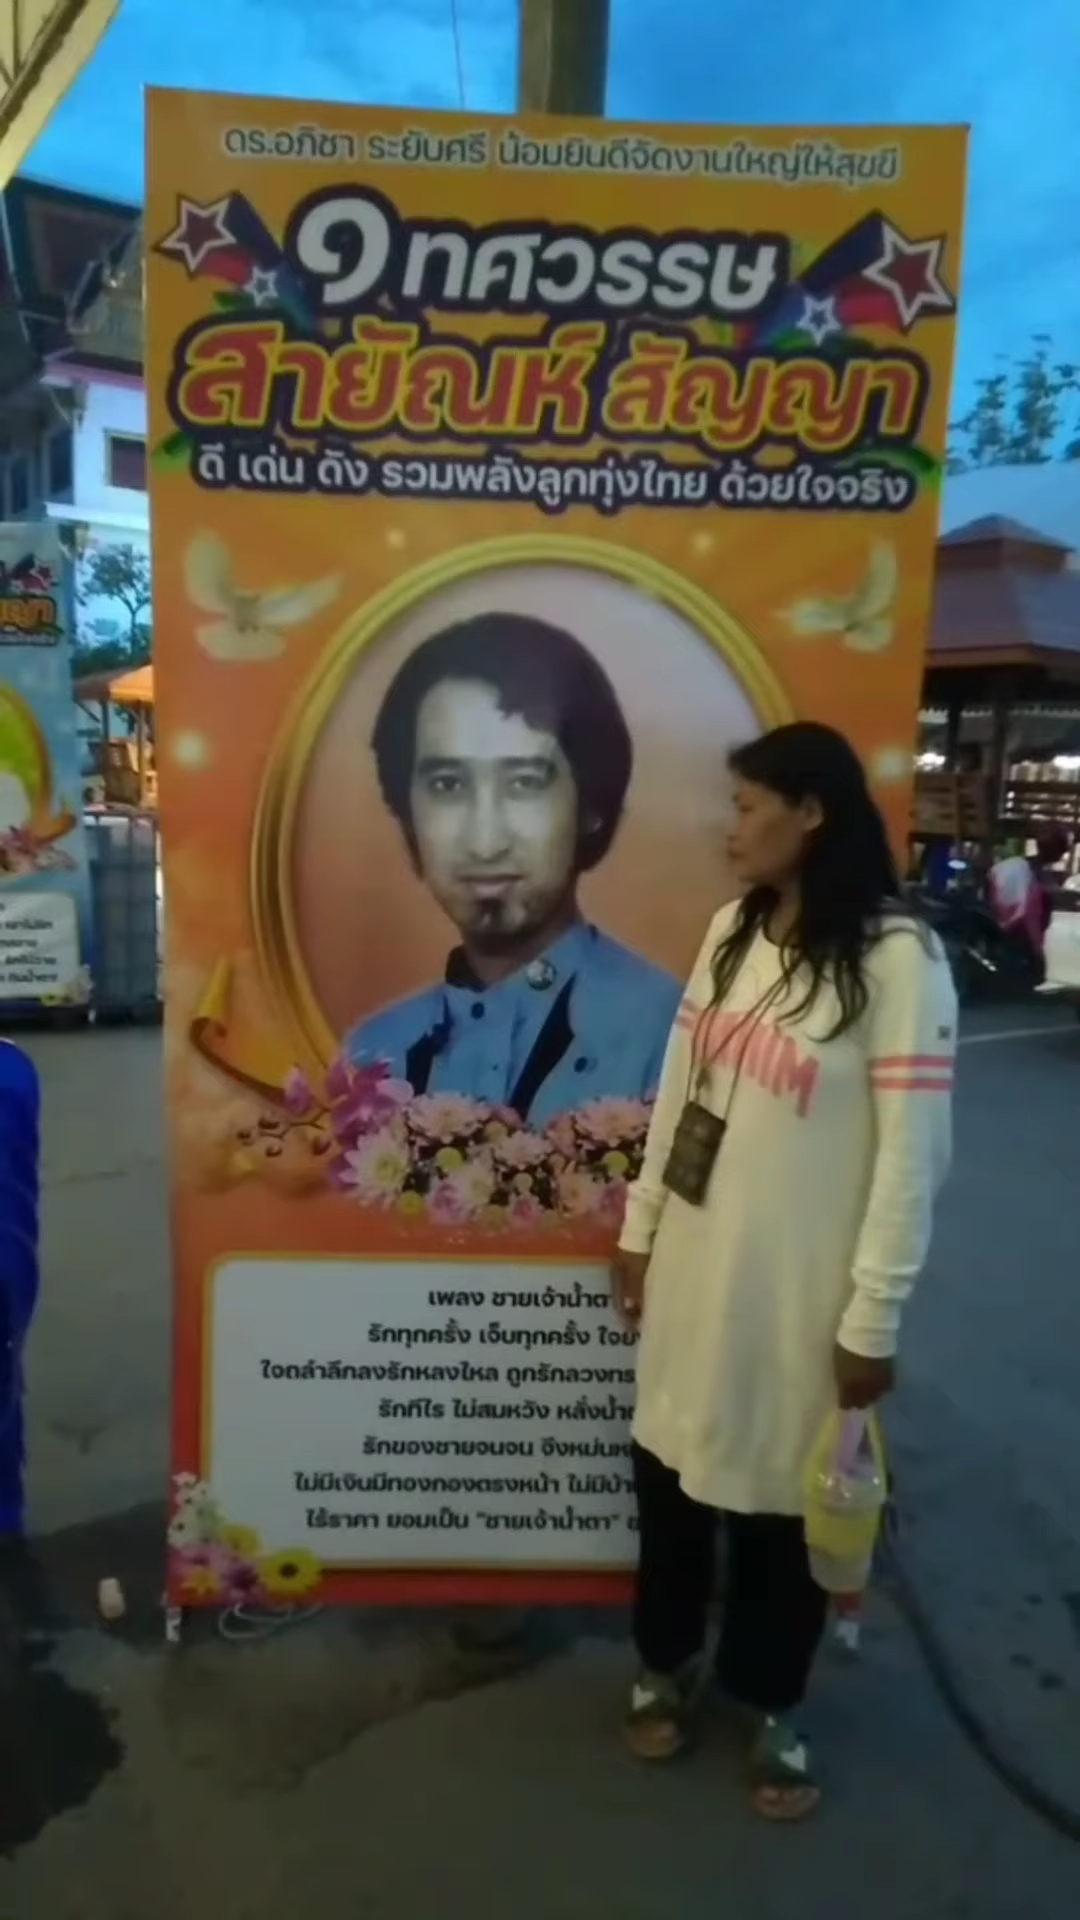 ดร.อภิชา ระยับศรี น้อมยินดีจัดงานใหญ่ให้สุขขี
๑ ทศวรรษ
สายัณห์ สัญญา
ดี เด่น ดัง รวมพลังลูกทุ่งไทย ด้วยใจจริง
เพลง ชายเจ้าน้ำตา
รักทุกครั้ง เจ็บทุกครั้ง
ใจถลำลึกลงรักหลงใหล ถูกรักลวง
รักทีไร ไม่สมหวัง
รักของชายจนจน
ไม่มีเงินมีทองกองตรงหน้า ไม่มี
ไร้ราคา ยอมเป็น "ชายเจ้าน้ำตา"